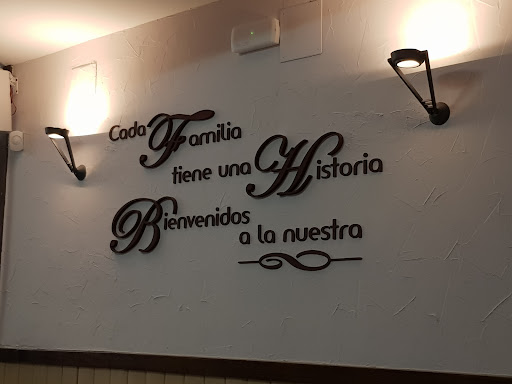 Cada Familia
tiene una Historia
Bienvenidos
a la nuestra